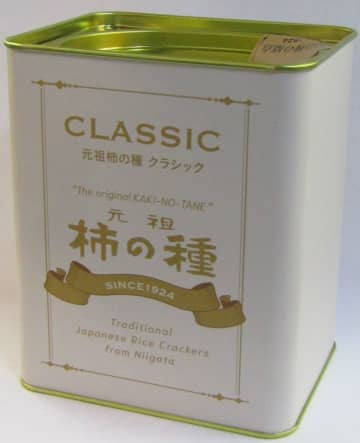 CLASSIC
元祖柿の種 クラシック
"The original KAKI-NO-TANE"
元祖
柿の種
SINCE1924
Traditional
Japanese Rice Crackers
from Niigata